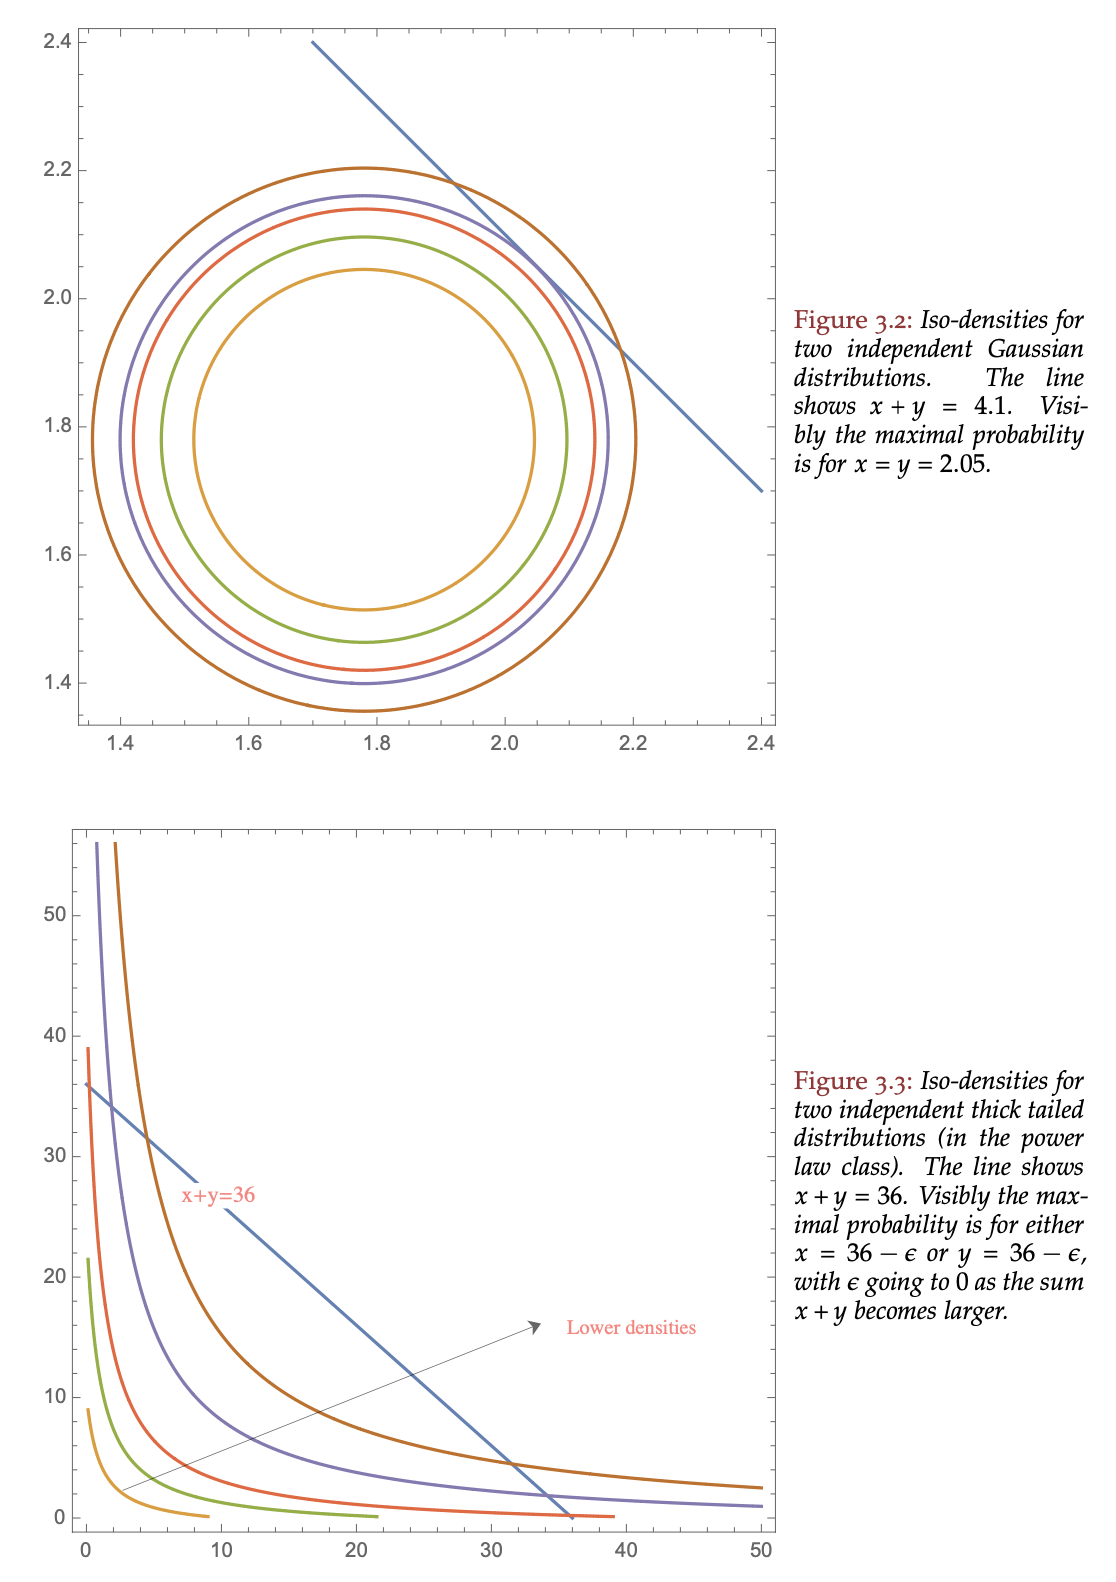 2.4
2.2
2.0
1.8
1.6
1.4
1.4 1.6 1.8 2.0 2.2 2.4
Figure 3.2: Iso-densities for
two independent Gaussian
distributions. The line
shows x + y = 4.1. Visi-
bly the maximal probability
is for x = y = 2.05.
50
40
30
20
10
0
0 10 20 30 40 50
x+y=36
Lower densities
Figure 3.3: Iso-densities for
two independent thick tailed
distributions (in the power
law class). The line shows
x + y = 36. Visibly the max-
imal probability is for either
x = 36 − ϵ or y = 36 − ϵ,
with ϵ going to 0 as the sum
x + y becomes larger.